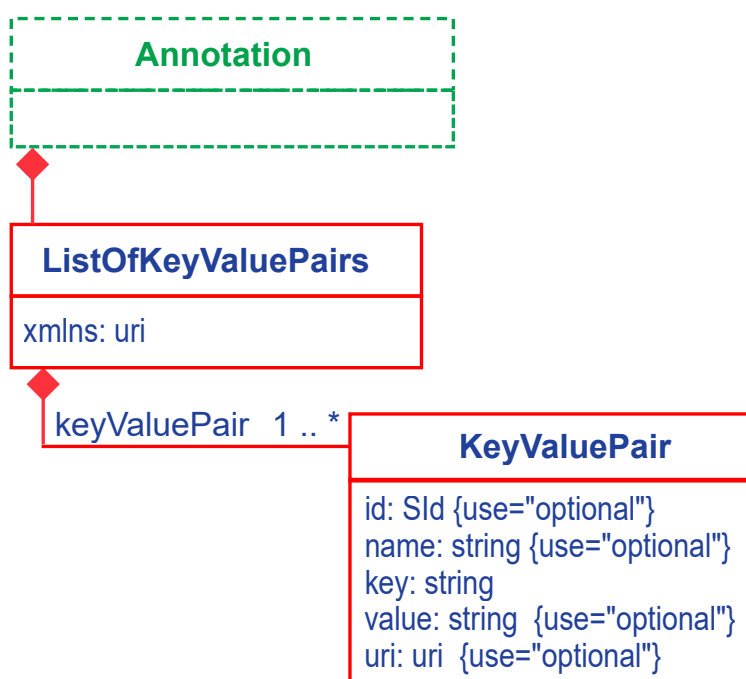 Annotation
ListOfKeyValuePairs
xmlns: uri
keyValuePair 1 .. *
KeyValuePair
id: SId {use="optional"}
name: string {use="optional"}
key: string
value: string {use="optional"}
uri: uri {use="optional"}